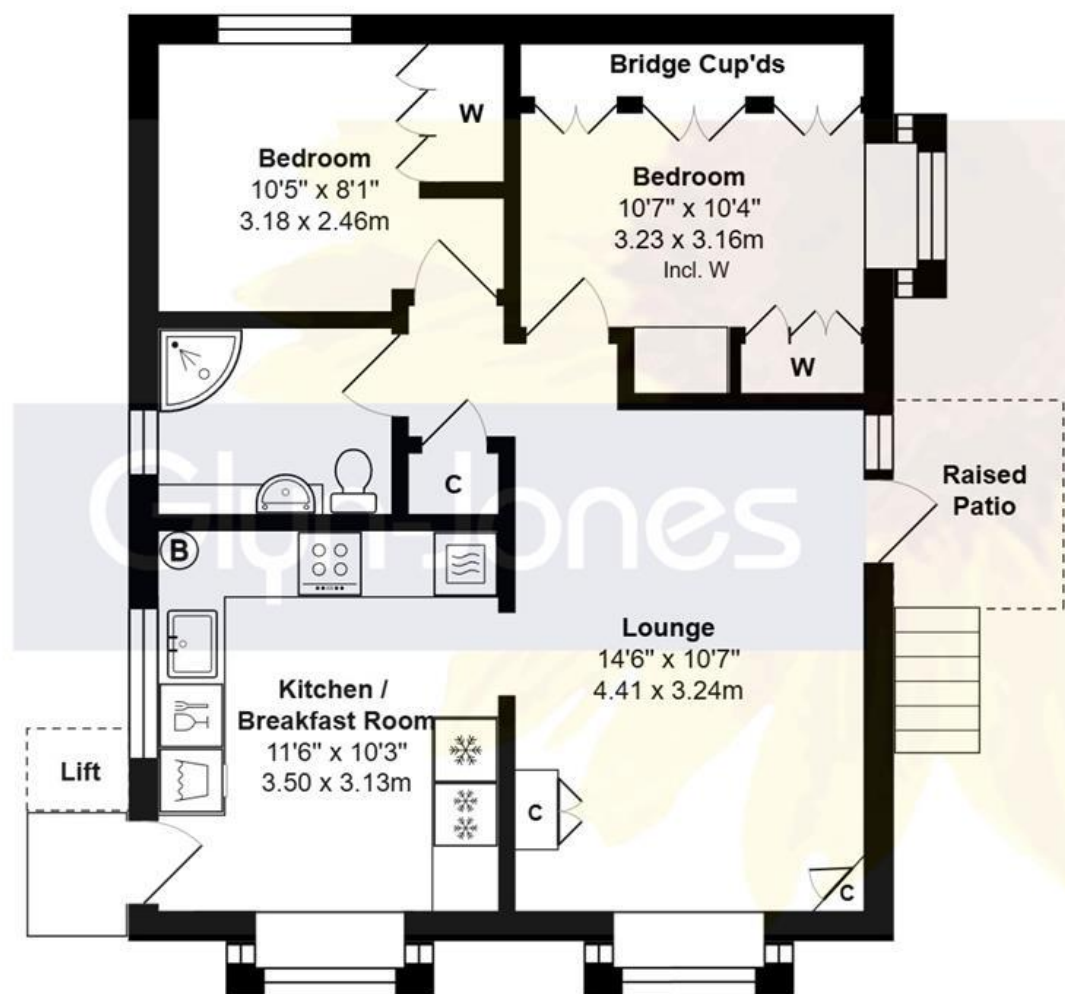 Bridge Cup'ds
W
Bedroom
10'5" x 8'1"
3.18 x 2.46m
Bedroom
10'7" x 10'4"
3.23 x 3.16m
Incl. W
W
C
Raised
Patio
Glyn-Jones
B
Lounge
14'6" x 10'7"
4.41 x 3.24m
Kitchen /
Breakfast Room
11'6" x 10'3"
3.50 x 3.13m
Lift
C
C